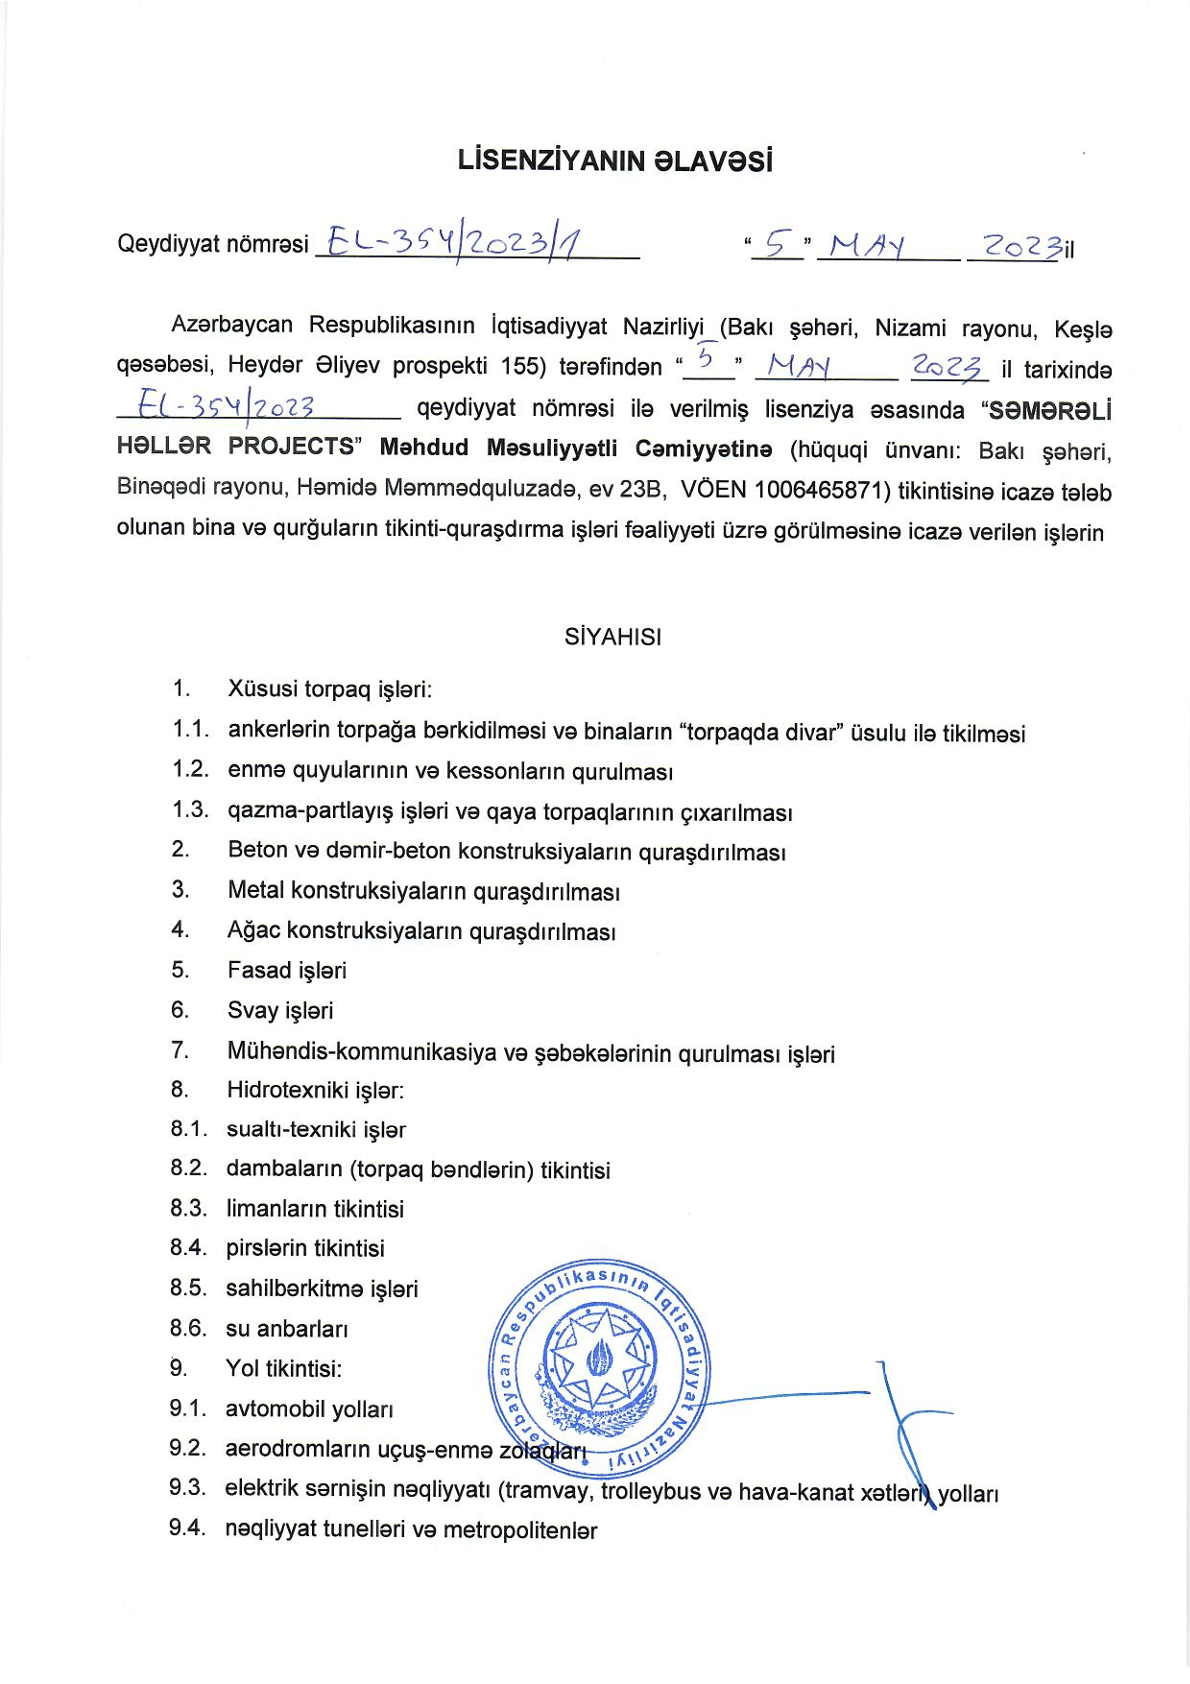 LİSENZİYANIN ƏLAVƏSİ
Qeydiyyat nömrəsi EL-354/2023/1 “ 5 ” MAY 2023 il
Azərbaycan Respublikasının İqtisadiyyat Nazirliyi (Bakı şəhəri, Nizami rayonu, Keşlə
qəsəbəsi, Heydər Əliyev prospekti 155) tərəfindən “ 5 ” MAY 2023 il tarixində
EL-354/2023 qeydiyyat nömrəsi ilə verilmiş lisenziya əsasında “SƏMƏRƏLİ
HƏLLƏR PROJECTS” Məhdud Məsuliyyətli Cəmiyyətinə (hüquqi ünvanı: Bakı şəhəri,
Binəqədi rayonu, Həmidə Məmmədquluzadə, ev 23B, VÖEN 1006465871) tikintisinə icazə tələb
olunan bina və qurğuların tikinti-quraşdırma işləri fəaliyyəti üzrə görülməsinə icazə verilən işlərin
SİYAHISI
1. Xüsusi torpaq işləri:
1.1. ankerlərin torpağa bərkidilməsi və binaların “torpaqda divar” üsulu ilə tikilməsi
1.2. enmə quyularının və kessonların qurulması
1.3. qazma-partlayış işləri və qaya torpaqlarının çıxarılması
2. Beton və dəmir-beton konstruksiyaların quraşdırılması
3. Metal konstruksiyaların quraşdırılması
4. Ağac konstruksiyaların quraşdırılması
5. Fasad işləri
6. Svay işləri
7. Mühəndis-kommunikasiya və şəbəkələrinin qurulması işləri
8. Hidrotexniki işlər:
8.1. sualtı-texniki işlər
8.2. dambaların (torpaq bəndlərin) tikintisi
8.3. limanların tikintisi
8.4. pirslərin tikintisi
8.5. sahilbərkitmə işləri
8.6. su anbarları
9. Yol tikintisi:
9.1. avtomobil yolları
9.2. aerodromların uçuş-enmə zolaqları
9.3. elektrik sərnişin nəqliyyatı (tramvay, trolleybus və hava-kanat xətləri) yolları
9.4. nəqliyyat tunelləri və metropolitenlər
Azərbaycan Respublikasının İqtisadiyyat Nazirliyi